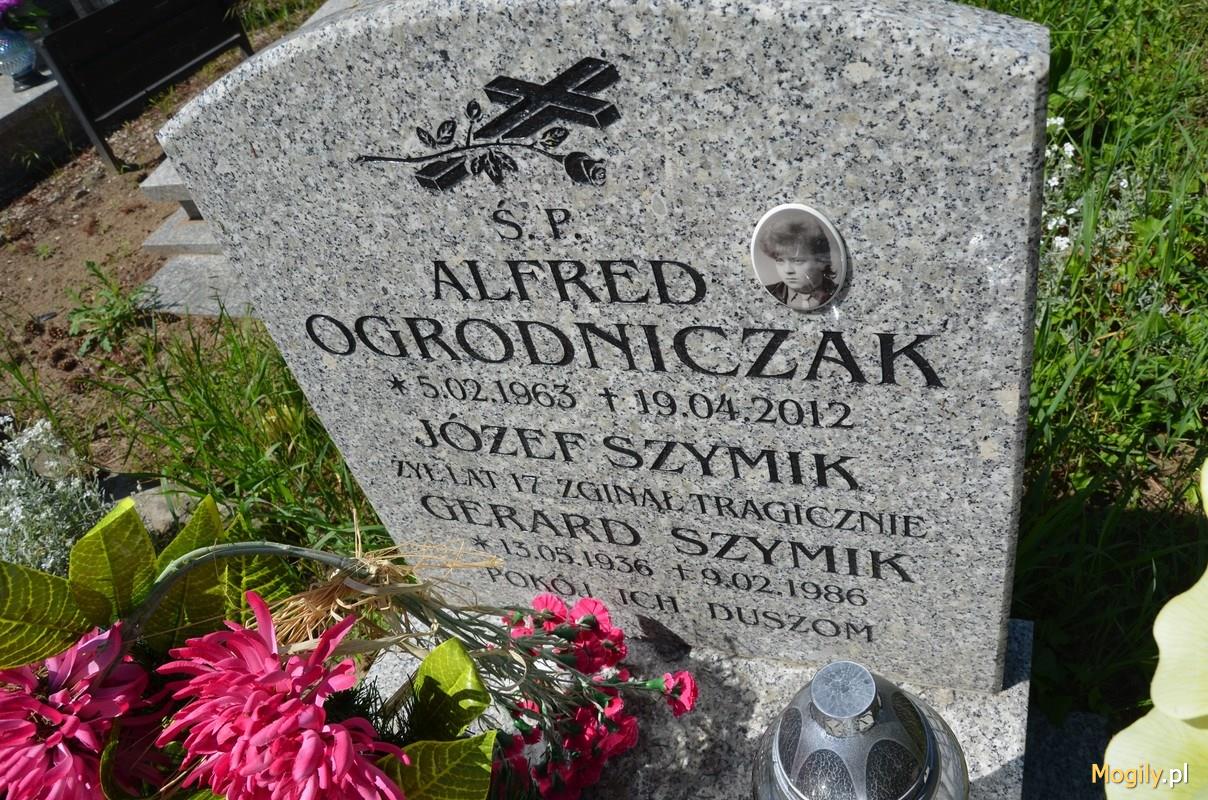 Ś. P.
ALFRED
OGRODNICZAK
* 5.02.1963 † 19.04.2012
JÓZEF SZYMIK
ŻYŁ LAT 17 ZGINĄŁ TRAGICZNIE
GERARD SZYMIK
* 13.05.1936 † 9.02.1986
POKÓJ ICH DUSZOM
Mogily.pl